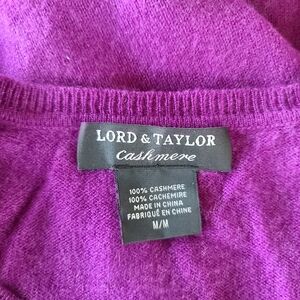 LORD & TAYLOR
Cashmere
100% CASHMERE
100% CACHEMIRE
MADE IN CHINA
FABRIQUÉ EN CHINE
M/M